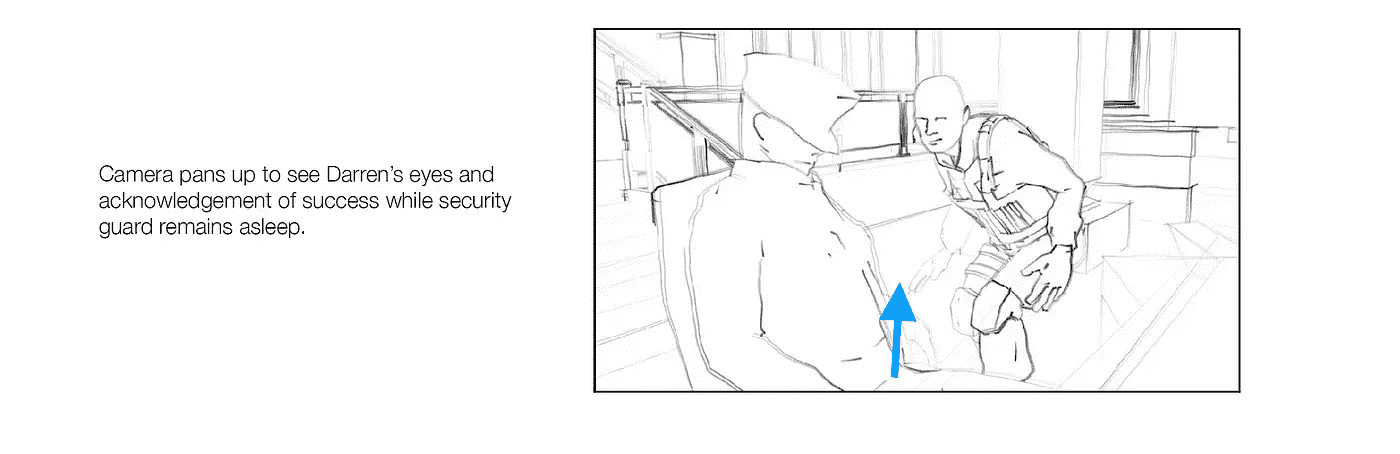 Camera pans up to see Darren’s eyes and
acknowledgement of success while security
guard remains asleep.